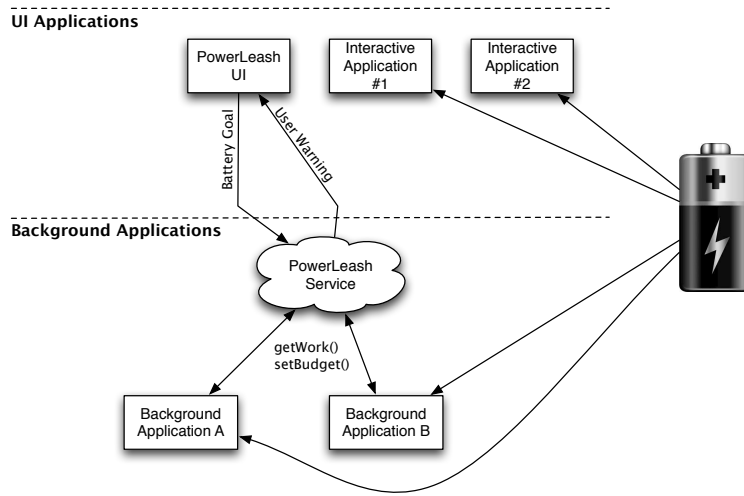 UI Applications
PowerLeash
UI
Interactive
Application
#1
Interactive
Application
#2
Battery Goal
User Warning
Background Applications
PowerLeash
Service
getWork()
setBudget()
Background
Application A
Background
Application B